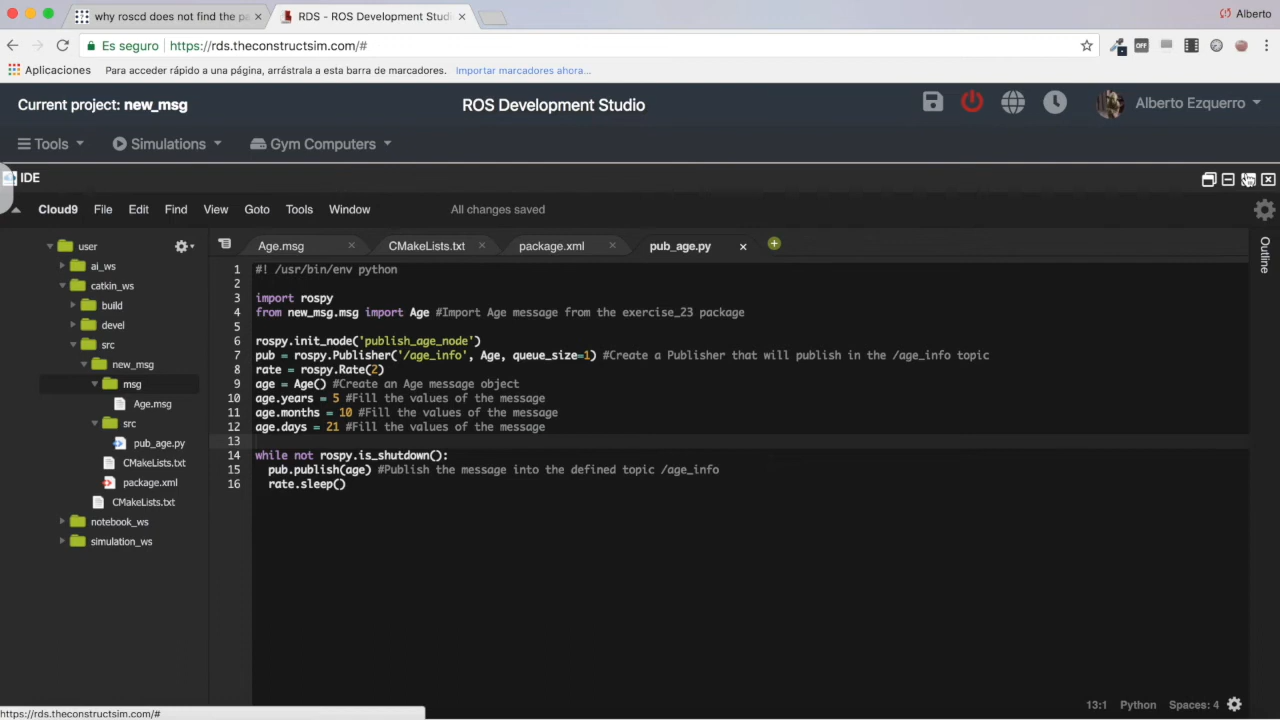 why roscd does not find the pa
RDS - ROS Development Studi
Alberto
Es seguro
https://rds.theconstructsim.com/#
OFF
Aplicaciones
Para acceder rápido a una página, arrástrala a esta barra de marcadores.
Importar marcadores ahora...
Current project: new_msg
ROS Development Studio
Alberto Ezquerro
Tools
Simulations
Gym Computers
IDE
Cloud9 File Edit Find View Goto Tools Window
All changes saved
user
ai_ws
catkin_ws
build
devel
src
new_msg
msg
Age.msg
src
pub_age.py
CMakeLists.txt
package.xml
CMakeLists.txt
notebook_ws
simulation_ws
Age.msg
CMakeLists.txt
package.xml
pub_age.py
Outline
1 #! /usr/bin/env python
2
3 import rospy
4 from new_msg.msg import Age #Import Age message from the exercise_23 package
5
6 rospy.init_node('publish_age_node')
7 pub = rospy.Publisher('/age_info', Age, queue_size=1) #Create a Publisher that will publish in the /age_info topic
8 rate = rospy.Rate(2)
9 age = Age() #Create an Age message object
10 age.years = 5 #Fill the values of the message
11 age.months = 10 #Fill the values of the message
12 age.days = 21 #Fill the values of the message
13
14 while not rospy.is_shutdown():
15 pub.publish(age) #Publish the message into the defined topic /age_info
16 rate.sleep()
13:1 Python Spaces: 4
https://rds.theconstructsim.com/#